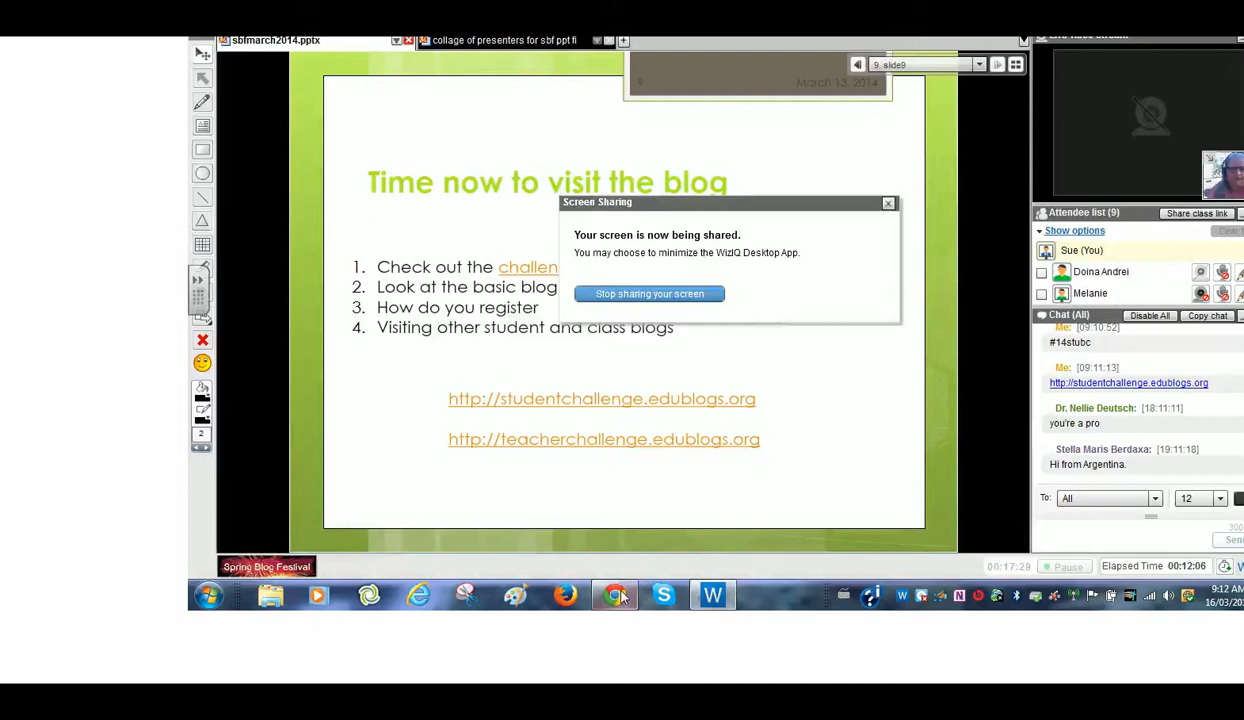 sbfmarch2014.pptx
collage of presenters for sbf ppt fi
9. slide9
9
March 13, 2014
Time now to visit the blog
Screen Sharing
Your screen is now being shared.
You may choose to minimize the WizIQ Desktop App.
Stop sharing your screen
1. Check out the challen
2. Look at the basic blog
3. How do you register
4. Visiting other student and class blogs
http://studentchallenge.edublogs.org
http://teacherchallenge.edublogs.org
Attendee list (9)
Share class link
Show options
Sue (You)
Doina Andrei
Melanie
Chat (All)
Disable All
Copy chat
Me: [09:10:52]
#14stubc
Me: [09:11:13]
http://studentchallenge.edublogs.org
Dr. Nellie Deutsch: [18:11:11]
you're a pro
Stella Maris Berdaxa: [19:11:18]
Hi from Argentina.
To:
All
12
300
Sen
Spring Blog Festival
00:17:29
Pause
Elapsed Time
00:12:06
2
9:12 AM
16/03/20